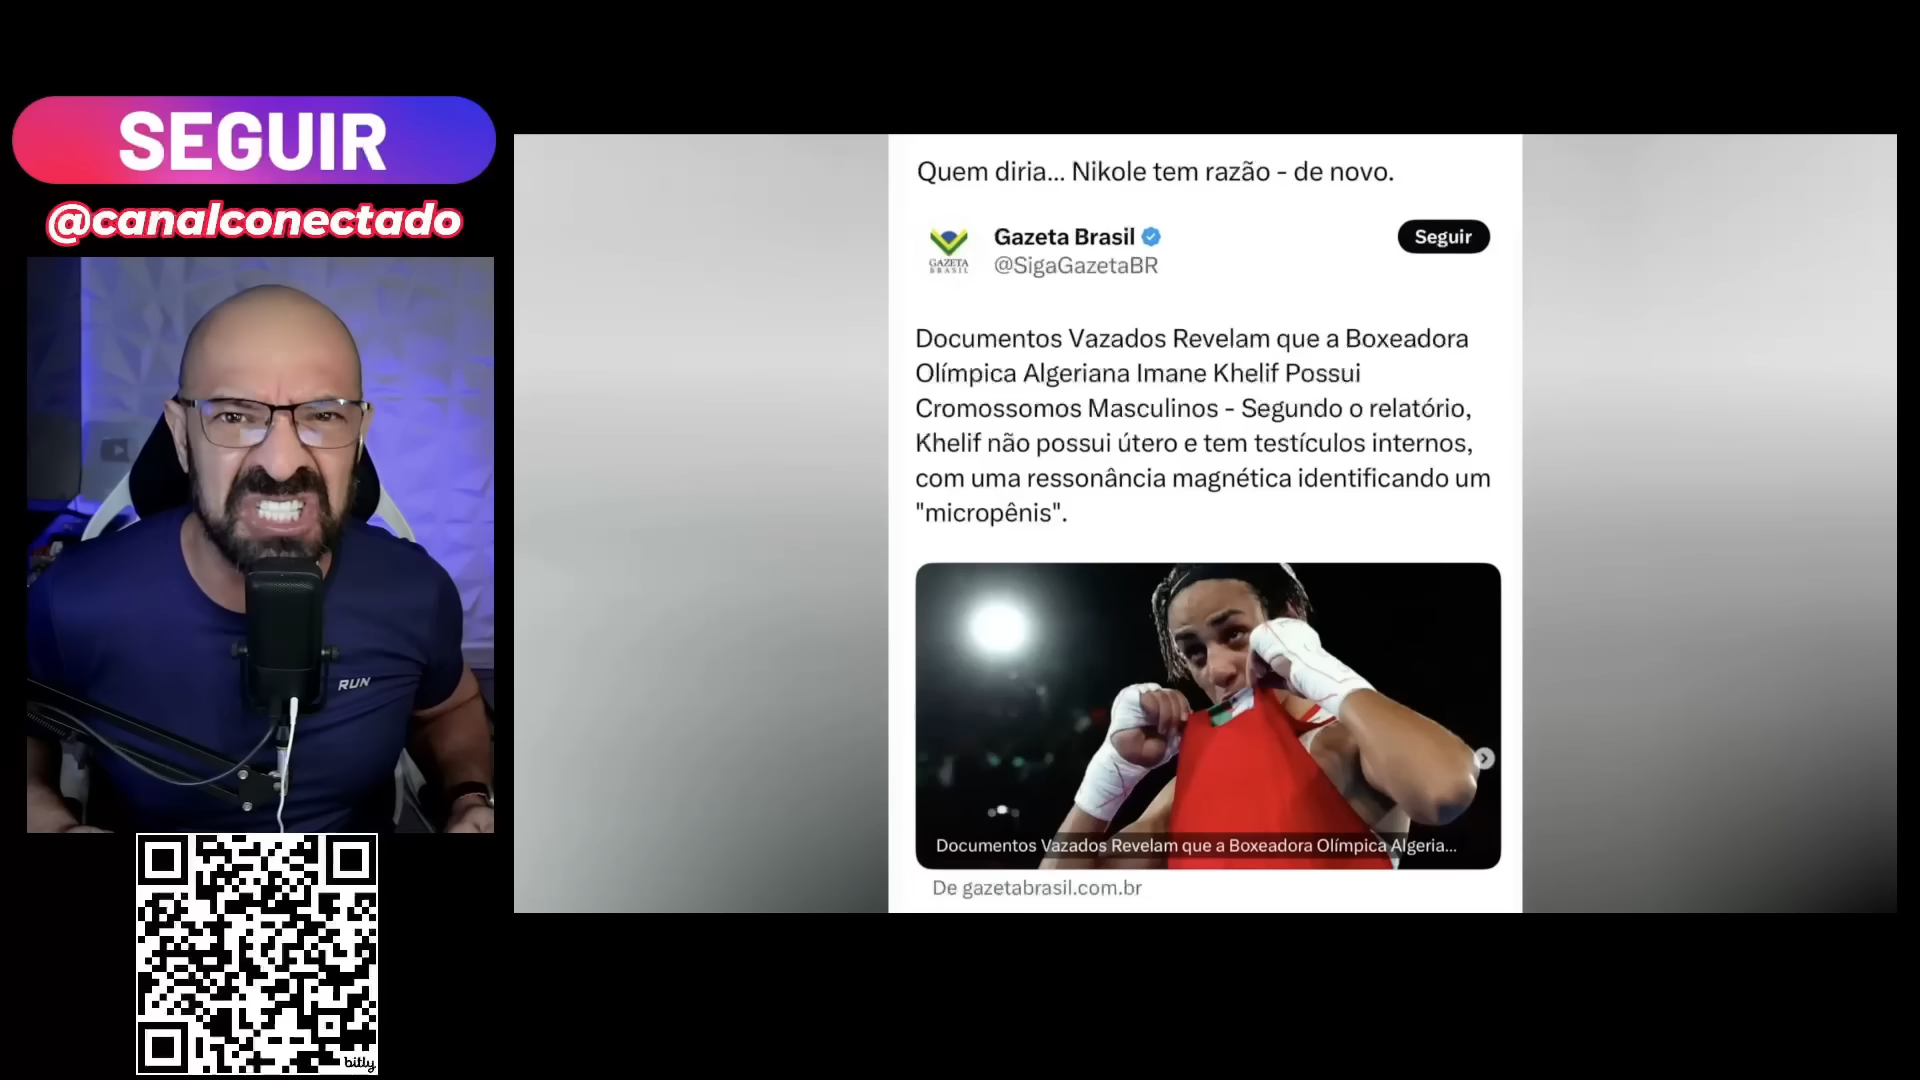 SEGUIR
@canalconectado
RUN
bitly
Quem diria... Nikole tem razão - de novo.
GAZETA
BRASIL
Gazeta Brasil
@SigaGazetaBR
Seguir
Documentos Vazados Revelam que a Boxeadora
Olímpica Algeriana Imane Khelif Possui
Cromossomos Masculinos - Segundo o relatório,
Khelif não possui útero e tem testículos internos,
com uma ressonância magnética identificando um
"micropênis".
Documentos Vazados Revelam que a Boxeadora Olímpica Algeria...
De gazetabrasil.com.br